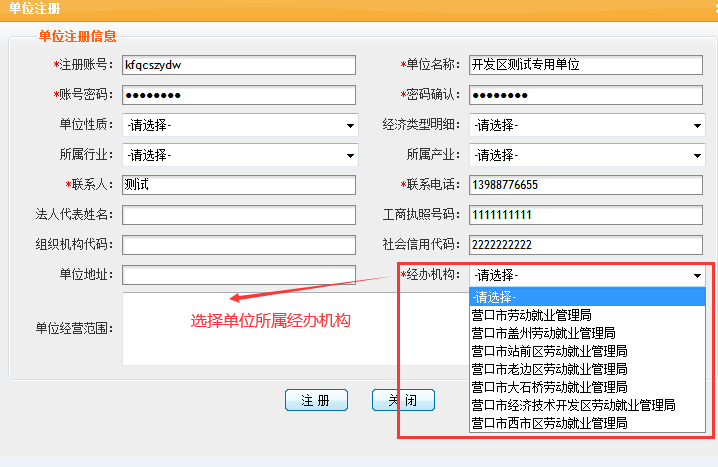 单位注册
单位注册信息
*注册账号： kfqcszydw *单位名称： 开发区测试专用单位
*账号密码： ●●●●●●●● *密码确认： ●●●●●●●●
单位性质： -请选择- 经济类型明细： -请选择-
所属行业： -请选择- 所属产业： -请选择-
*联系人： 测试 *联系电话： 13988776655
法人代表姓名： 工商执照号码： 1111111111
组织机构代码： 社会信用代码： 2222222222
单位地址： *经办机构： -请选择-
-请选择-
营口市劳动就业管理局
营口市盖州劳动就业管理局
营口市站前区劳动就业管理局
营口市老边区劳动就业管理局
营口市大石桥劳动就业管理局
营口市经济技术开发区劳动就业管理局
营口市西市区劳动就业管理局
单位经营范围：
选择单位所属经办机构
注 册 关 闭